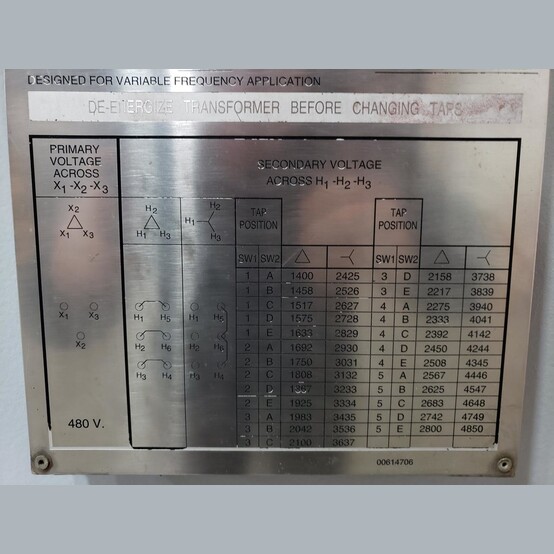 DESIGNED FOR VARIABLE FREQUENCY APPLICATION
DE-ENERGIZE TRANSFORMER BEFORE CHANGING TAPS
PRIMARY VOLTAGE ACROSS X1-X2-X3
SECONDARY VOLTAGE
ACROSS H1-H2-H3
X2
X1 X3
H2
H1 H3
H2
H1
H3
TAP POSITION
TAP POSITION
SW1 SW2
SW1 SW2
1 A 1400 2425 3 D 2158 3738
1 B 1458 2526 3 E 2217 3839
1 C 1517 2627 4 A 2275 3940
1 D 1575 2728 4 B 2333 4041
1 E 1633 2829 4 C 2392 4142
2 A 1692 2930 4 D 2450 4244
2 B 1750 3031 4 E 2508 4345
2 C 1808 3132 5 A 2567 4446
2 D 1867 3233 5 B 2625 4547
2 E 1925 3334 5 C 2683 4648
3 A 1983 3435 5 D 2742 4749
3 B 2042 3536 5 E 2800 4850
3 C 2100 3637
X1 X3
X2
H1 H5
H2 H6
H3 H4
480 V.
00614706